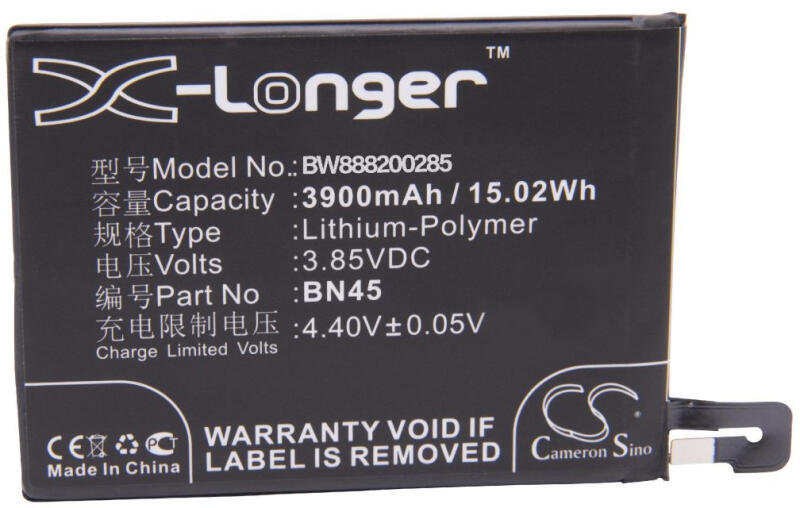 X-Longer™
型号Model No.: BW888200285
容量Capacity :3900mAh / 15.02Wh
规格Type :Lithium-Polymer
电压Volts :3.85VDC
编号Part No :BN45
充电限制电压 :4.40V±0.05V
Charge Limited Volts
CE PCT
Made In China
WARRANTY VOID IF
LABEL IS REMOVED
CS
Cameron Sino